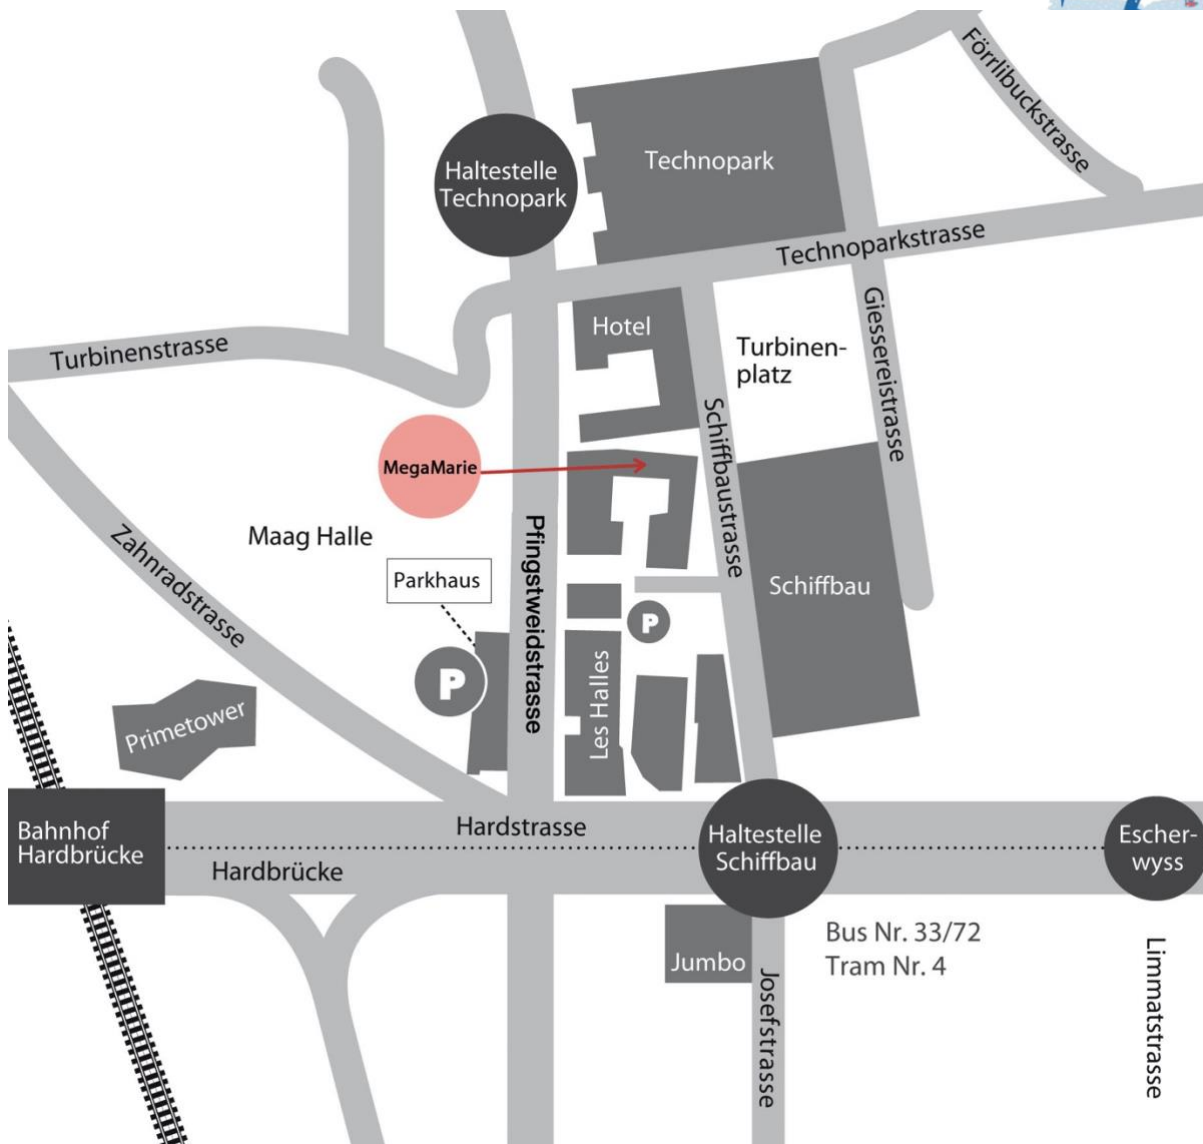 Förrlibuckstrasse
Haltestelle
Technopark
Technopark
Technoparkstrasse
Giessereistrasse
Hotel
Turbinen-
platz
Turbinenstrasse
Schiffbaustrasse
MegaMarie
Pfingstweidstrasse
Maag Halle
Zahnradstrasse
Parkhaus
Schiffbau
P
P
Les Halles
Primetower
Bahnhof
Hardbrücke
Hardstrasse
Hardbrücke
Haltestelle
Schiffbau
Escher-
wyss
Jumbo
Josefstrasse
Bus Nr. 33/72
Tram Nr. 4
Limmatstrasse